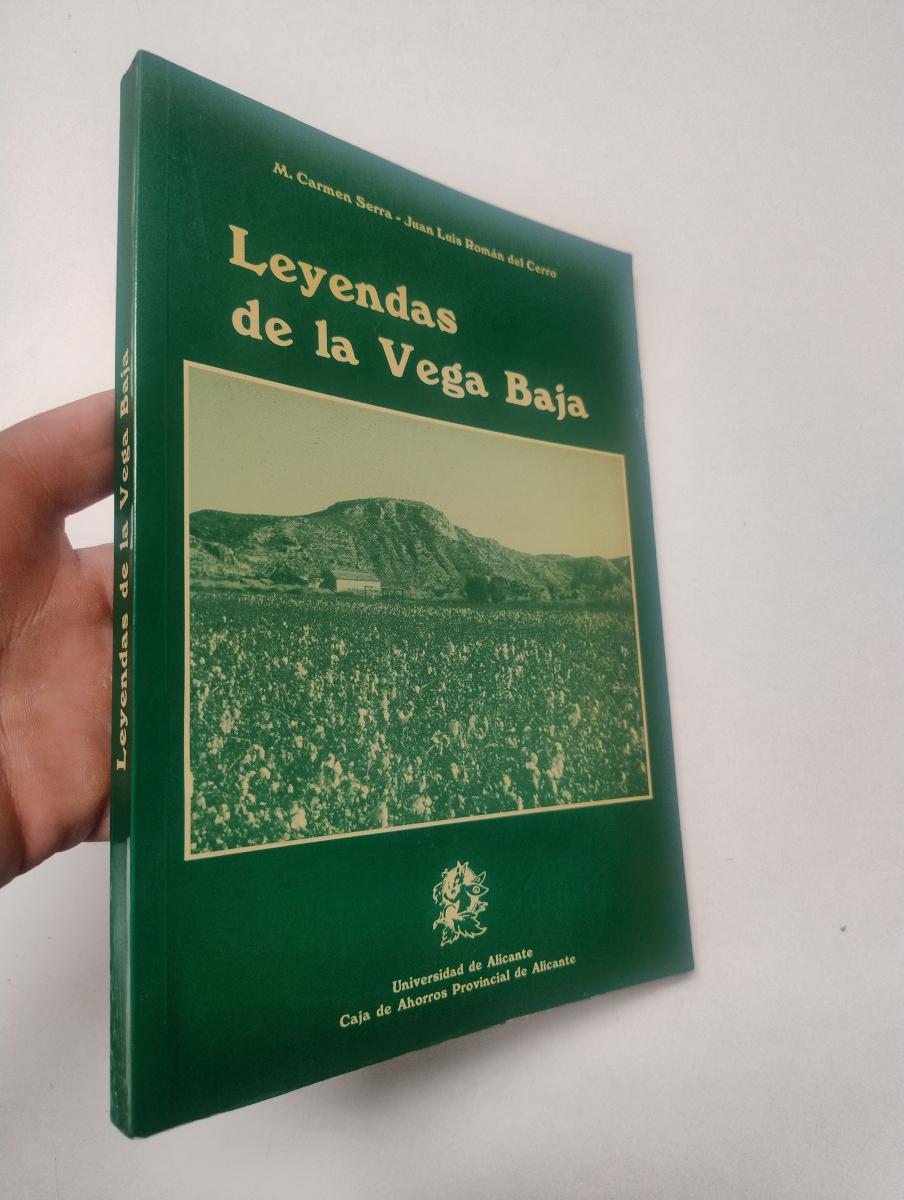 M. Carmen Serra - Juan Luis Román del Cerro
Leyendas
de la Vega Baja
Universidad de Alicante
Caja de Ahorros Provincial de Alicante
Leyendas de la Vega Baja